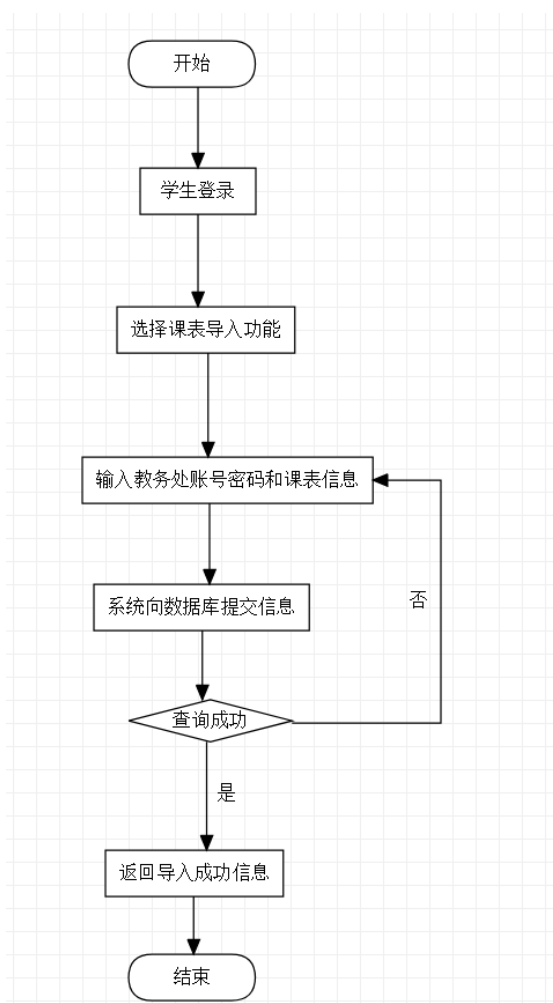 开始
学生登录
选择课表导入功能
输入教务处账号密码和课表信息
系统向数据库提交信息
否
查询成功
是
返回导入成功信息
结束